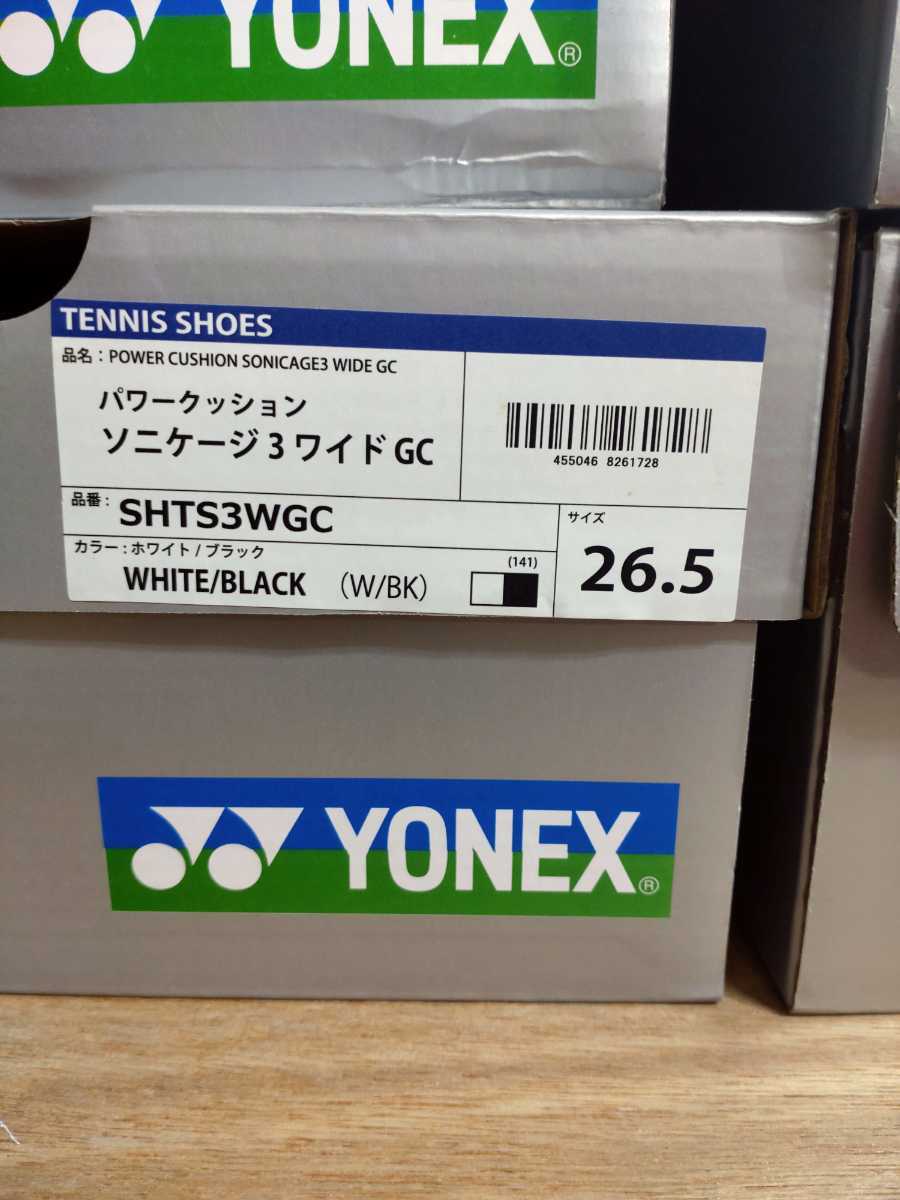 YONEX®
TENNIS SHOES
品名：POWER CUSHION SONICAGE3 WIDE GC
パワークッション
ソニケージ 3 ワイド GC
455046 8261728
品番：
SHTS3WGC
カラー：ホワイト / ブラック
WHITE/BLACK （W/BK）
(141)
サイズ
26.5
YONEX®